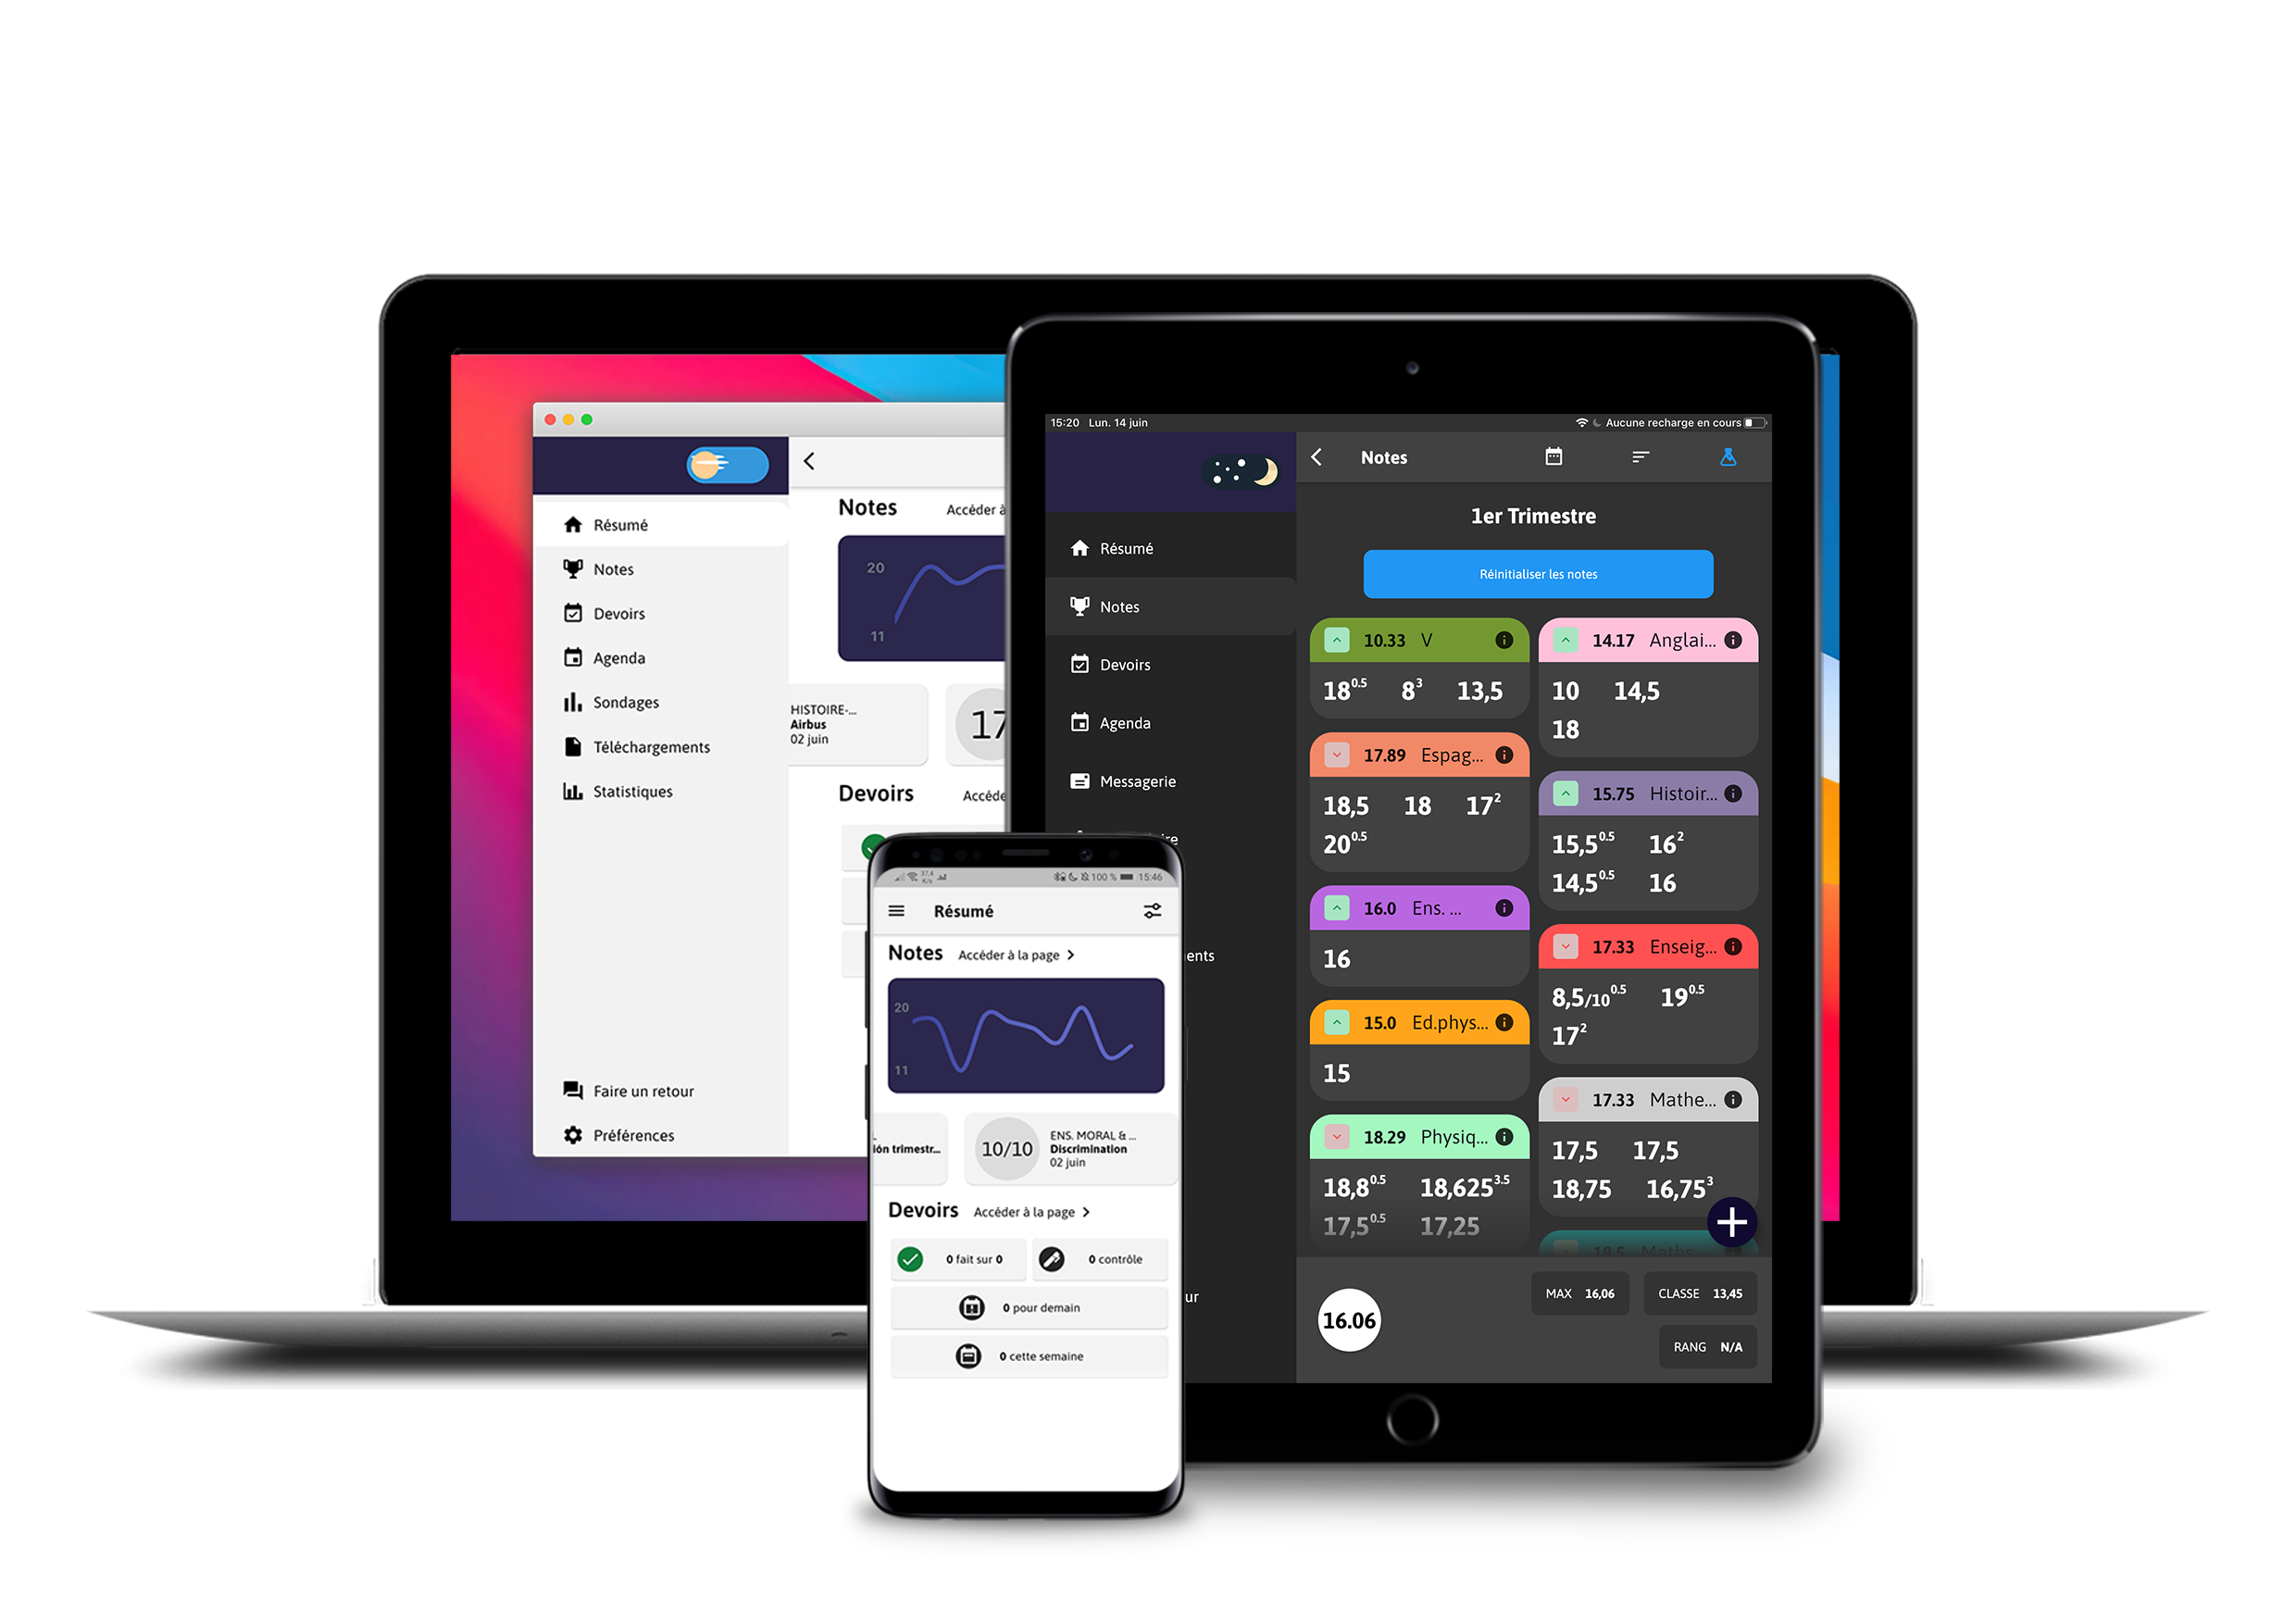 Résumé
Notes
Devoirs
Agenda
Sondages
Téléchargements
Statistiques
Faire un retour
Préférences
Notes
Accéder à
20
11
HISTOIRE-...
Airbus
02 juin
17
Devoirs
15:20 Lun. 14 juin
Aucune recharge en cours
Résumé
Notes
Devoirs
Agenda
Messagerie
ents
ur
Notes
1er Trimestre
Réinitialiser les notes
10.33 V
18 0.5 8 3 13,5
17.89 Espag...
18,5 18 17 2
20 0.5
16.0 Ens. ...
16
15.0 Ed.phys...
15
18.29 Physiq...
18,8 0.5 18,625 3.5
17,5 0.5 17,25
14.17 Anglai...
10 14,5
18
15.75 Histoir...
15,5 0.5 16 2
14,5 0.5 16
17.33 Enseig...
8,5/10 0.5 19 0.5
17 2
17.33 Mathe...
17,5 17,5
18,75 16,75 3
18.5 Maths
16.06
MAX 16,06
CLASSE 13,45
RANG N/A
37,4
K/s
100 % 15:46
Résumé
Notes Accéder à la page
20
11
ión trimestr...
10/10
ENS. MORAL & ...
Discrimination
02 juin
Devoirs Accéder à la page
0 fait sur 0
0 contrôle
0 pour demain
0 cette semaine